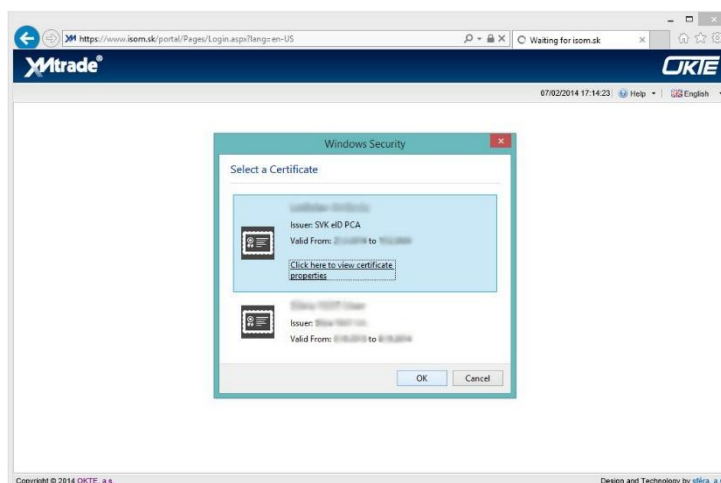 https://www.isom.sk/portal/Pages/Login.aspx?lang=en-US
Waiting for isom.sk
XMtrade®
OKTE
07/02/2014 17:14:23
Help
English
Windows Security
Select a Certificate
Issuer: SVK eID PCA
Valid From: to
Click here to view certificate
properties
Issuer:
Valid From: to
OK
Cancel
Copyright © 2014 OKTE, a.s.
Design and Technology by sféra, a.s.